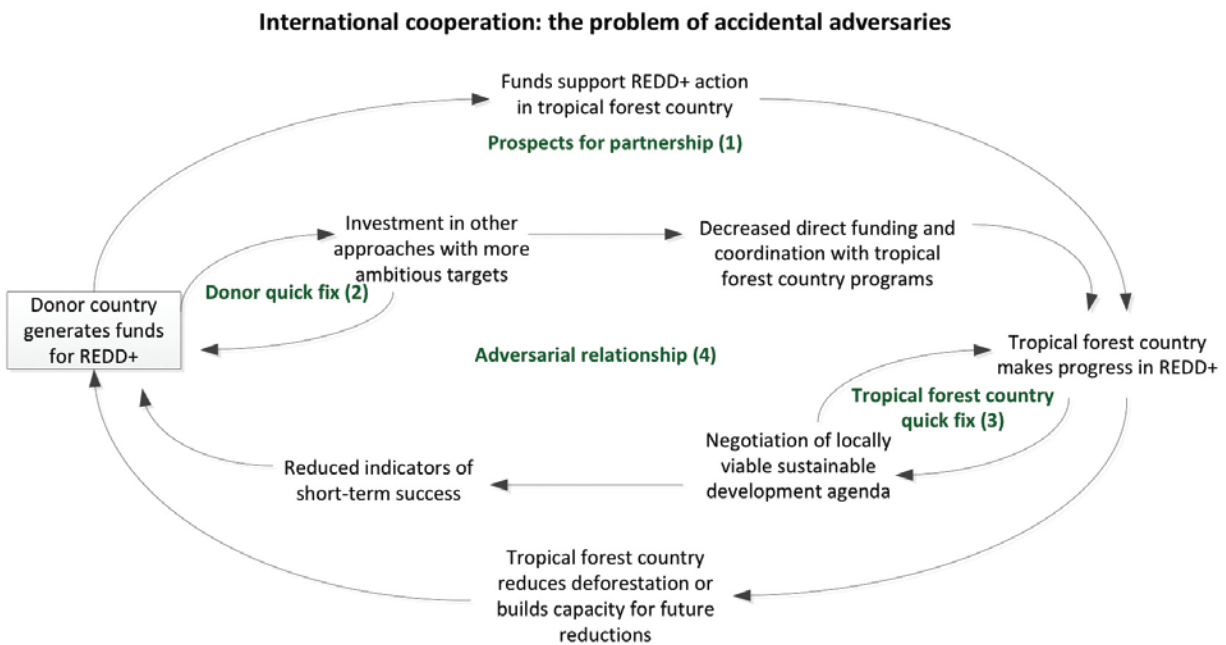 International cooperation: the problem of accidental adversaries
Funds support REDD+ action
in tropical forest country
Prospects for partnership (1)
Investment in other
approaches with more
ambitious targets
Decreased direct funding and
coordination with tropical
forest country programs
Donor quick fix (2)
Donor country
generates funds
for REDD+
Adversarial relationship (4)
Tropical forest country
makes progress in REDD+
Tropical forest country
quick fix (3)
Negotiation of locally
viable sustainable
development agenda
Reduced indicators of
short-term success
Tropical forest country
reduces deforestation or
builds capacity for future
reductions